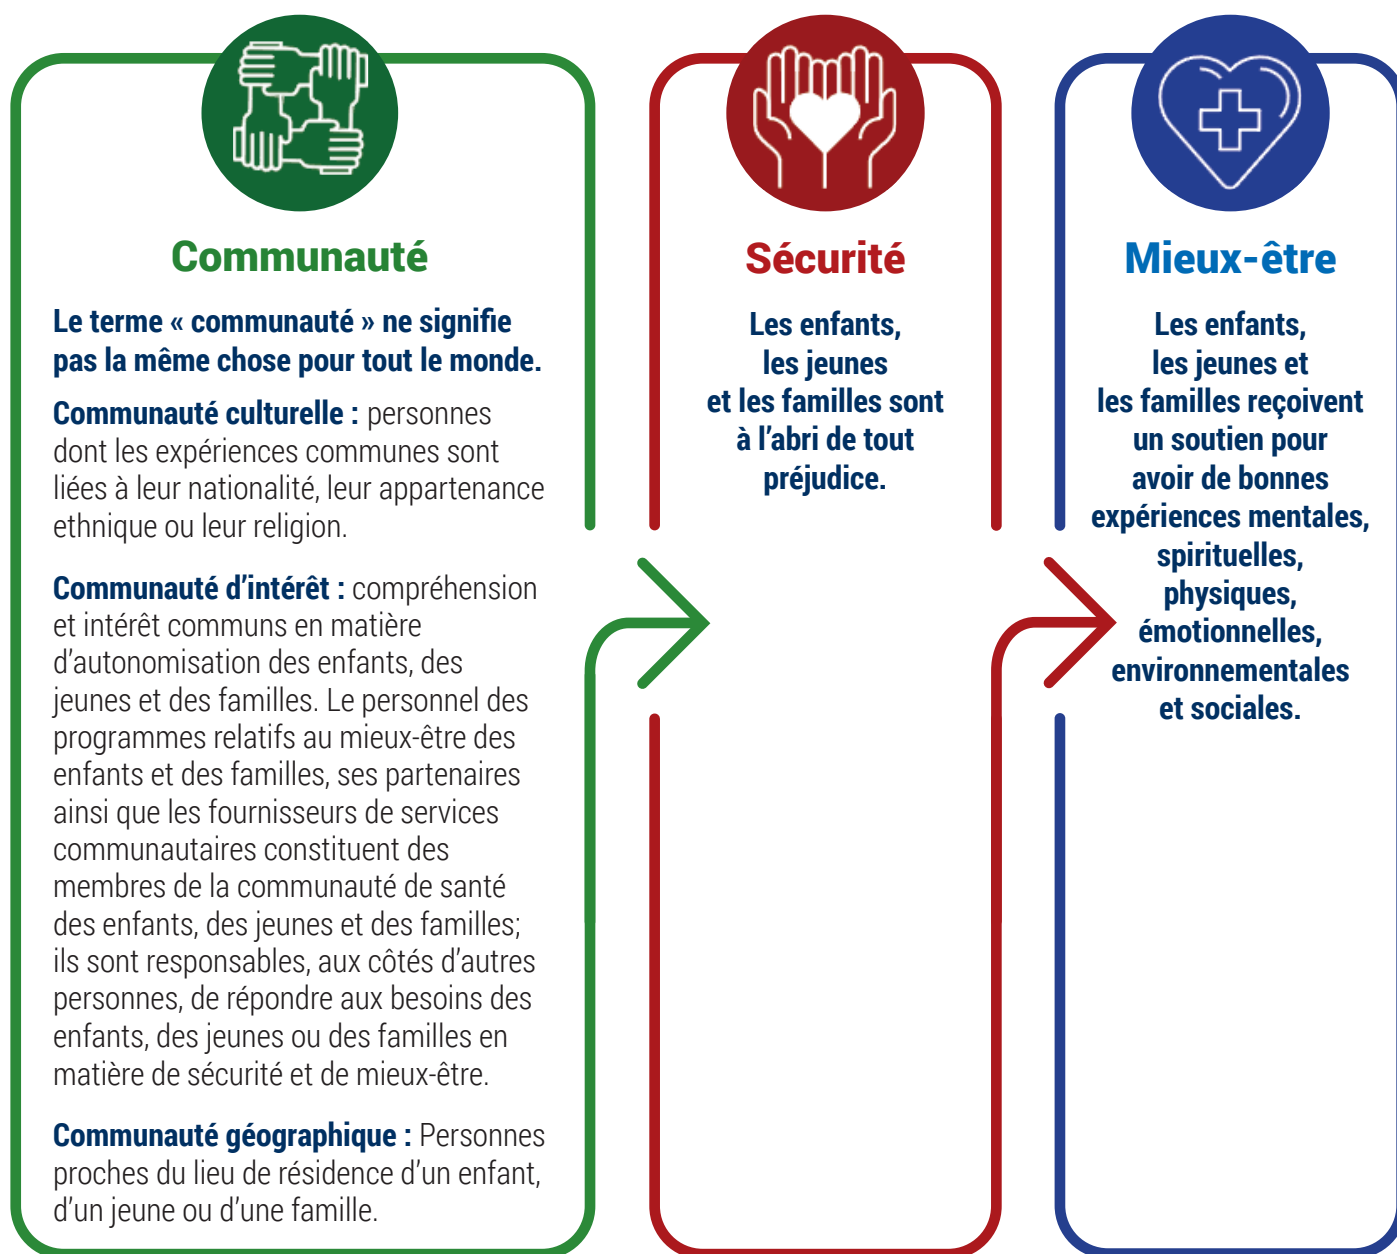 Communauté
Le terme « communauté » ne signifie
pas la même chose pour tout le monde.
Communauté culturelle : personnes
dont les expériences communes sont
liées à leur nationalité, leur appartenance
ethnique ou leur religion.
Communauté d’intérêt : compréhension
et intérêt communs en matière
d’autonomisation des enfants, des
jeunes et des familles. Le personnel des
programmes relatifs au mieux-être des
enfants et des familles, ses partenaires
ainsi que les fournisseurs de services
communautaires constituent des
membres de la communauté de santé
des enfants, des jeunes et des familles;
ils sont responsables, aux côtés d’autres
personnes, de répondre aux besoins des
enfants, des jeunes ou des familles en
matière de sécurité et de mieux-être.
Communauté géographique : Personnes
proches du lieu de résidence d’un enfant,
d’un jeune ou d’une famille.
Sécurité
Les enfants,
les jeunes
et les familles sont
à l’abri de tout
préjudice.
Mieux-être
Les enfants,
les jeunes et
les familles reçoivent
un soutien pour
avoir de bonnes
expériences mentales,
spirituelles,
physiques,
émotionnelles,
environnementales
et sociales.